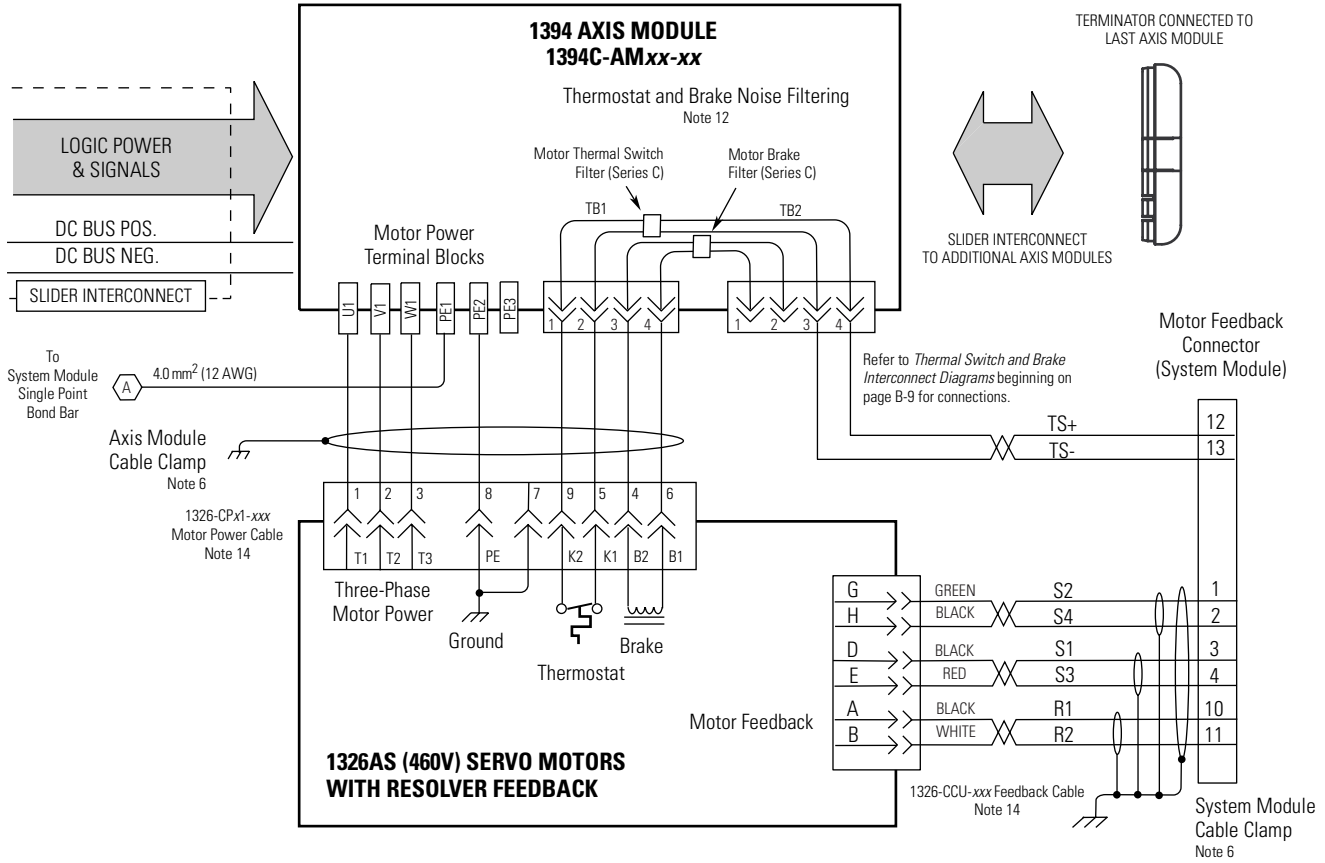 1394 AXIS MODULE
1394C-AMxx-xx
TERMINATOR CONNECTED TO
LAST AXIS MODULE
Thermostat and Brake Noise Filtering
Note 12
LOGIC POWER
& SIGNALS
Motor Thermal Switch
Filter (Series C)
Motor Brake
Filter (Series C)
TB1
TB2
DC BUS POS.
DC BUS NEG.
SLIDER INTERCONNECT
Motor Power
Terminal Blocks
SLIDER INTERCONNECT
TO ADDITIONAL AXIS MODULES
U1
V1
W1
PE1
PE2
PE3
1
2
3
4
1
2
3
4
To
System Module
Single Point
Bond Bar
A
4.0 mm2 (12 AWG)
Refer to Thermal Switch and Brake
Interconnect Diagrams beginning on
page B-9 for connections.
Motor Feedback
Connector
(System Module)
TS+
12
TS-
13
Axis Module
Cable Clamp
Note 6
1326-CPx1-xxx
Motor Power Cable
Note 14
1
2
3
8
7
9
5
4
6
T1
T2
T3
PE
K2
K1
B2
B1
Three-Phase
Motor Power
Ground
Thermostat
Brake
Motor Feedback
G
GREEN
S2
1
H
BLACK
S4
2
D
BLACK
S1
3
E
RED
S3
4
A
BLACK
R1
10
B
WHITE
R2
11
1326AS (460V) SERVO MOTORS
WITH RESOLVER FEEDBACK
1326-CCU-xxx Feedback Cable
Note 14
System Module
Cable Clamp
Note 6